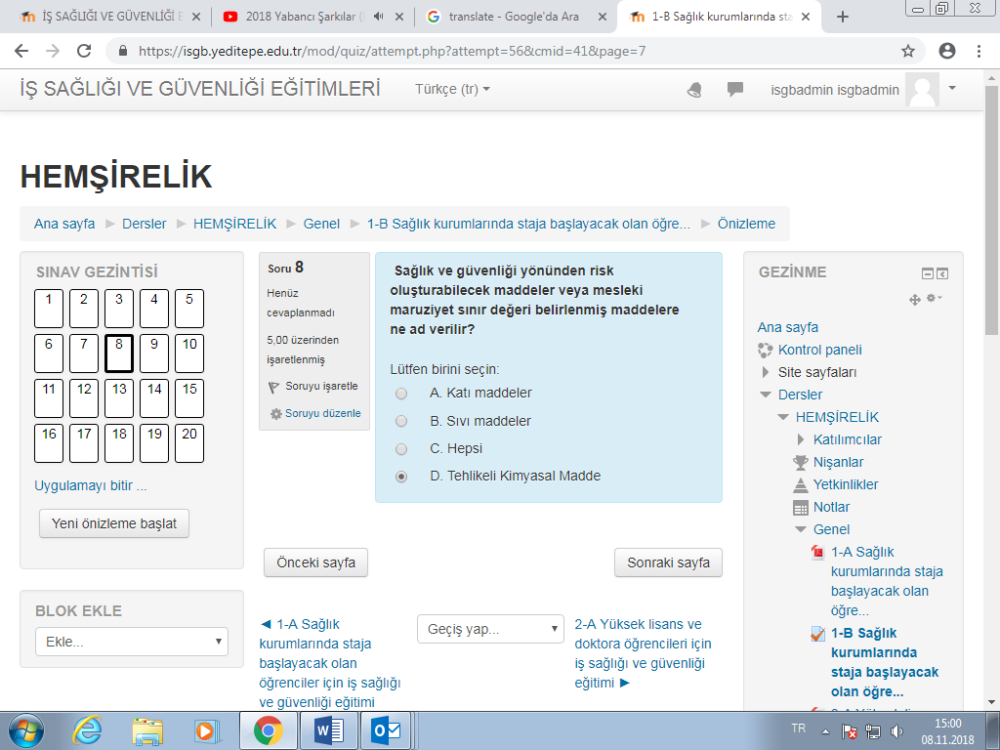 İŞ SAĞLIĞI VE GÜVENLİĞİ E
2018 Yabancı Şarkılar (
translate - Google'da Ara
1-B Sağlık kurumlarında sta
https://isgb.yeditepe.edu.tr/mod/quiz/attempt.php?attempt=56&cmid=41&page=7
İŞ SAĞLIĞI VE GÜVENLİĞİ EĞİTİMLERİ
Türkçe (tr)
isgbadmin isgbadmin
HEMŞİRELİK
Ana sayfa
Dersler
HEMŞİRELİK
Genel
1-B Sağlık kurumlarında staja başlayacak olan öğre...
Önizleme
SINAV GEZİNTİSİ
1 2 3 4 5
6 7 8 9 10
11 12 13 14 15
16 17 18 19 20
Uygulamayı bitir ...
Yeni önizleme başlat
BLOK EKLE
Ekle...
Soru 8
Henüz
cevaplanmadı
5,00 üzerinden
işaretlenmiş
Soruyu işaretle
Soruyu düzenle
Sağlık ve güvenliği yönünden risk
oluşturabilecek maddeler veya mesleki
maruziyet sınır değeri belirlenmiş maddelere
ne ad verilir?
Lütfen birini seçin:
A. Katı maddeler
B. Sıvı maddeler
C. Hepsi
D. Tehlikeli Kimyasal Madde
Önceki sayfa
Sonraki sayfa
◄ 1-A Sağlık
kurumlarında staja
başlayacak olan
öğrenciler için iş sağlığı
ve güvenliği eğitimi
Geçiş yap...
2-A Yüksek lisans ve
doktora öğrencileri için
iş sağlığı ve güvenliği
eğitimi ►
GEZİNME
Ana sayfa
Kontrol paneli
Site sayfaları
Dersler
HEMŞİRELİK
Katılımcılar
Nişanlar
Yetkinlikler
Notlar
Genel
1-A Sağlık
kurumlarında staja
başlayacak olan
öğre...
1-B Sağlık
kurumlarında
staja başlayacak
olan öğre...
TR
15:00
08.11.2018